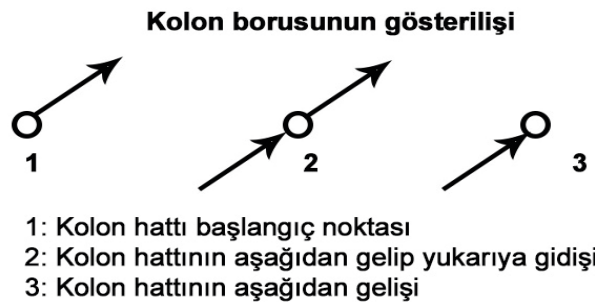 Kolon borusunun gösterilişi
1 2 3
1: Kolon hattı başlangıç noktası
2: Kolon hattının aşağıdan gelip yukarıya gidişi
3: Kolon hattının aşağıdan gelişi